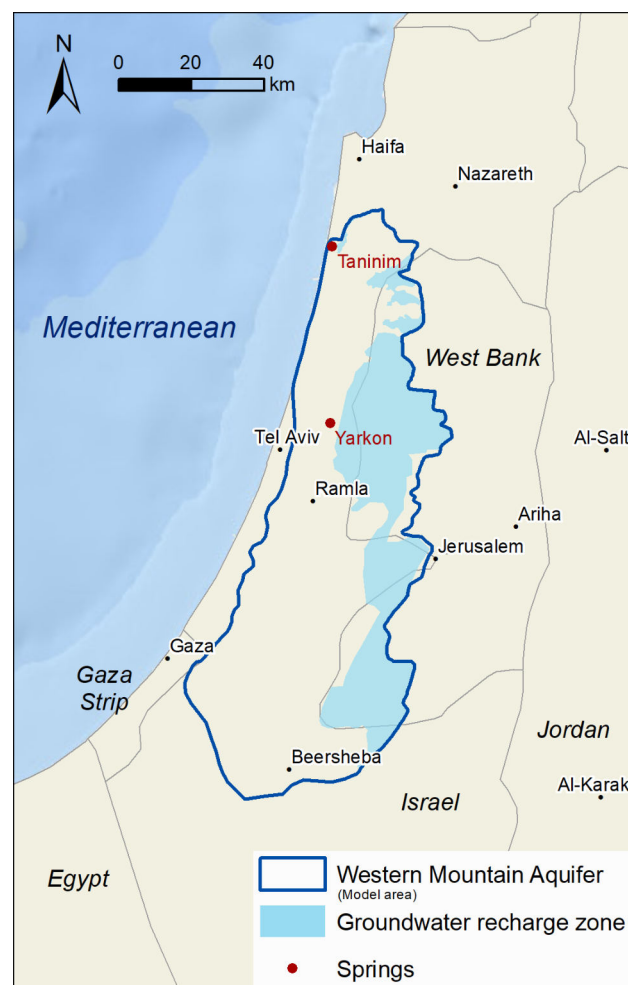 N
0 20 40
km
Haifa
Nazareth
Taninim
Mediterranean
West Bank
Tel Aviv
Yarkon
Al-Salt
Ramla
Ariha
Jerusalem
Gaza
Gaza
Strip
Jordan
Beersheba
Al-Karak
Israel
Egypt
Western Mountain Aquifer
(Model area)
Groundwater recharge zone
Springs